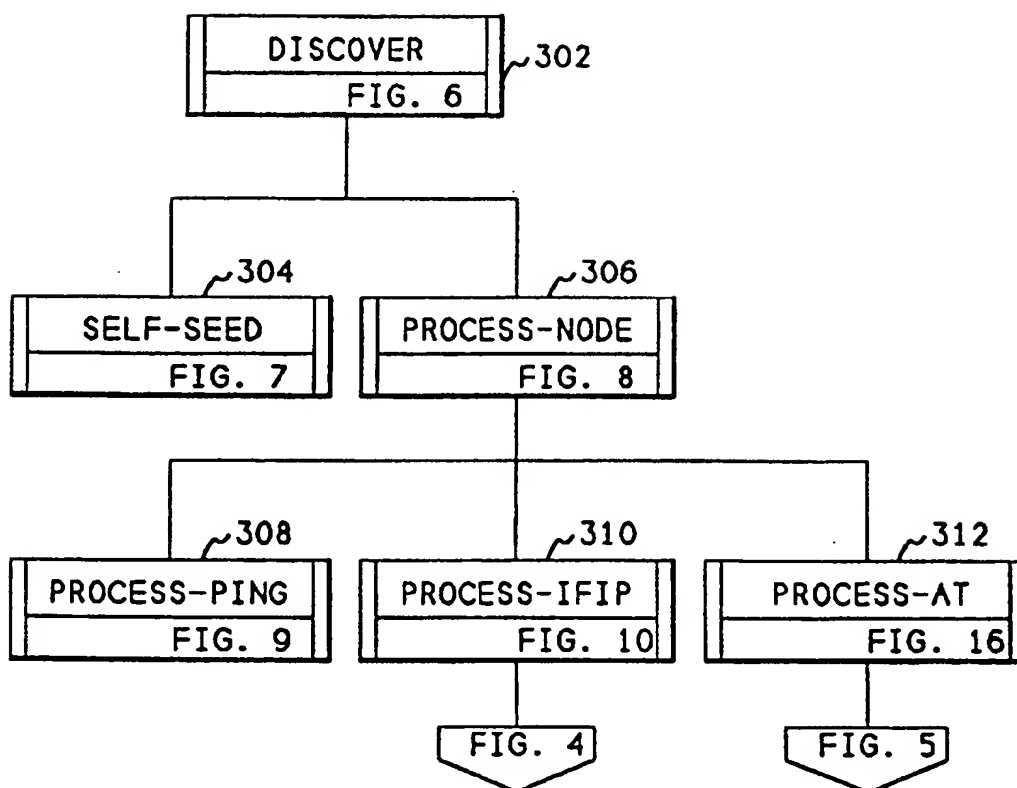 DISCOVER
FIG. 6
302
304
306
SELF-SEED
FIG. 7
PROCESS-NODE
FIG. 8
308
310
312
PROCESS-PING
FIG. 9
PROCESS-IFIP
FIG. 10
PROCESS-AT
FIG. 16
FIG. 4
FIG. 5